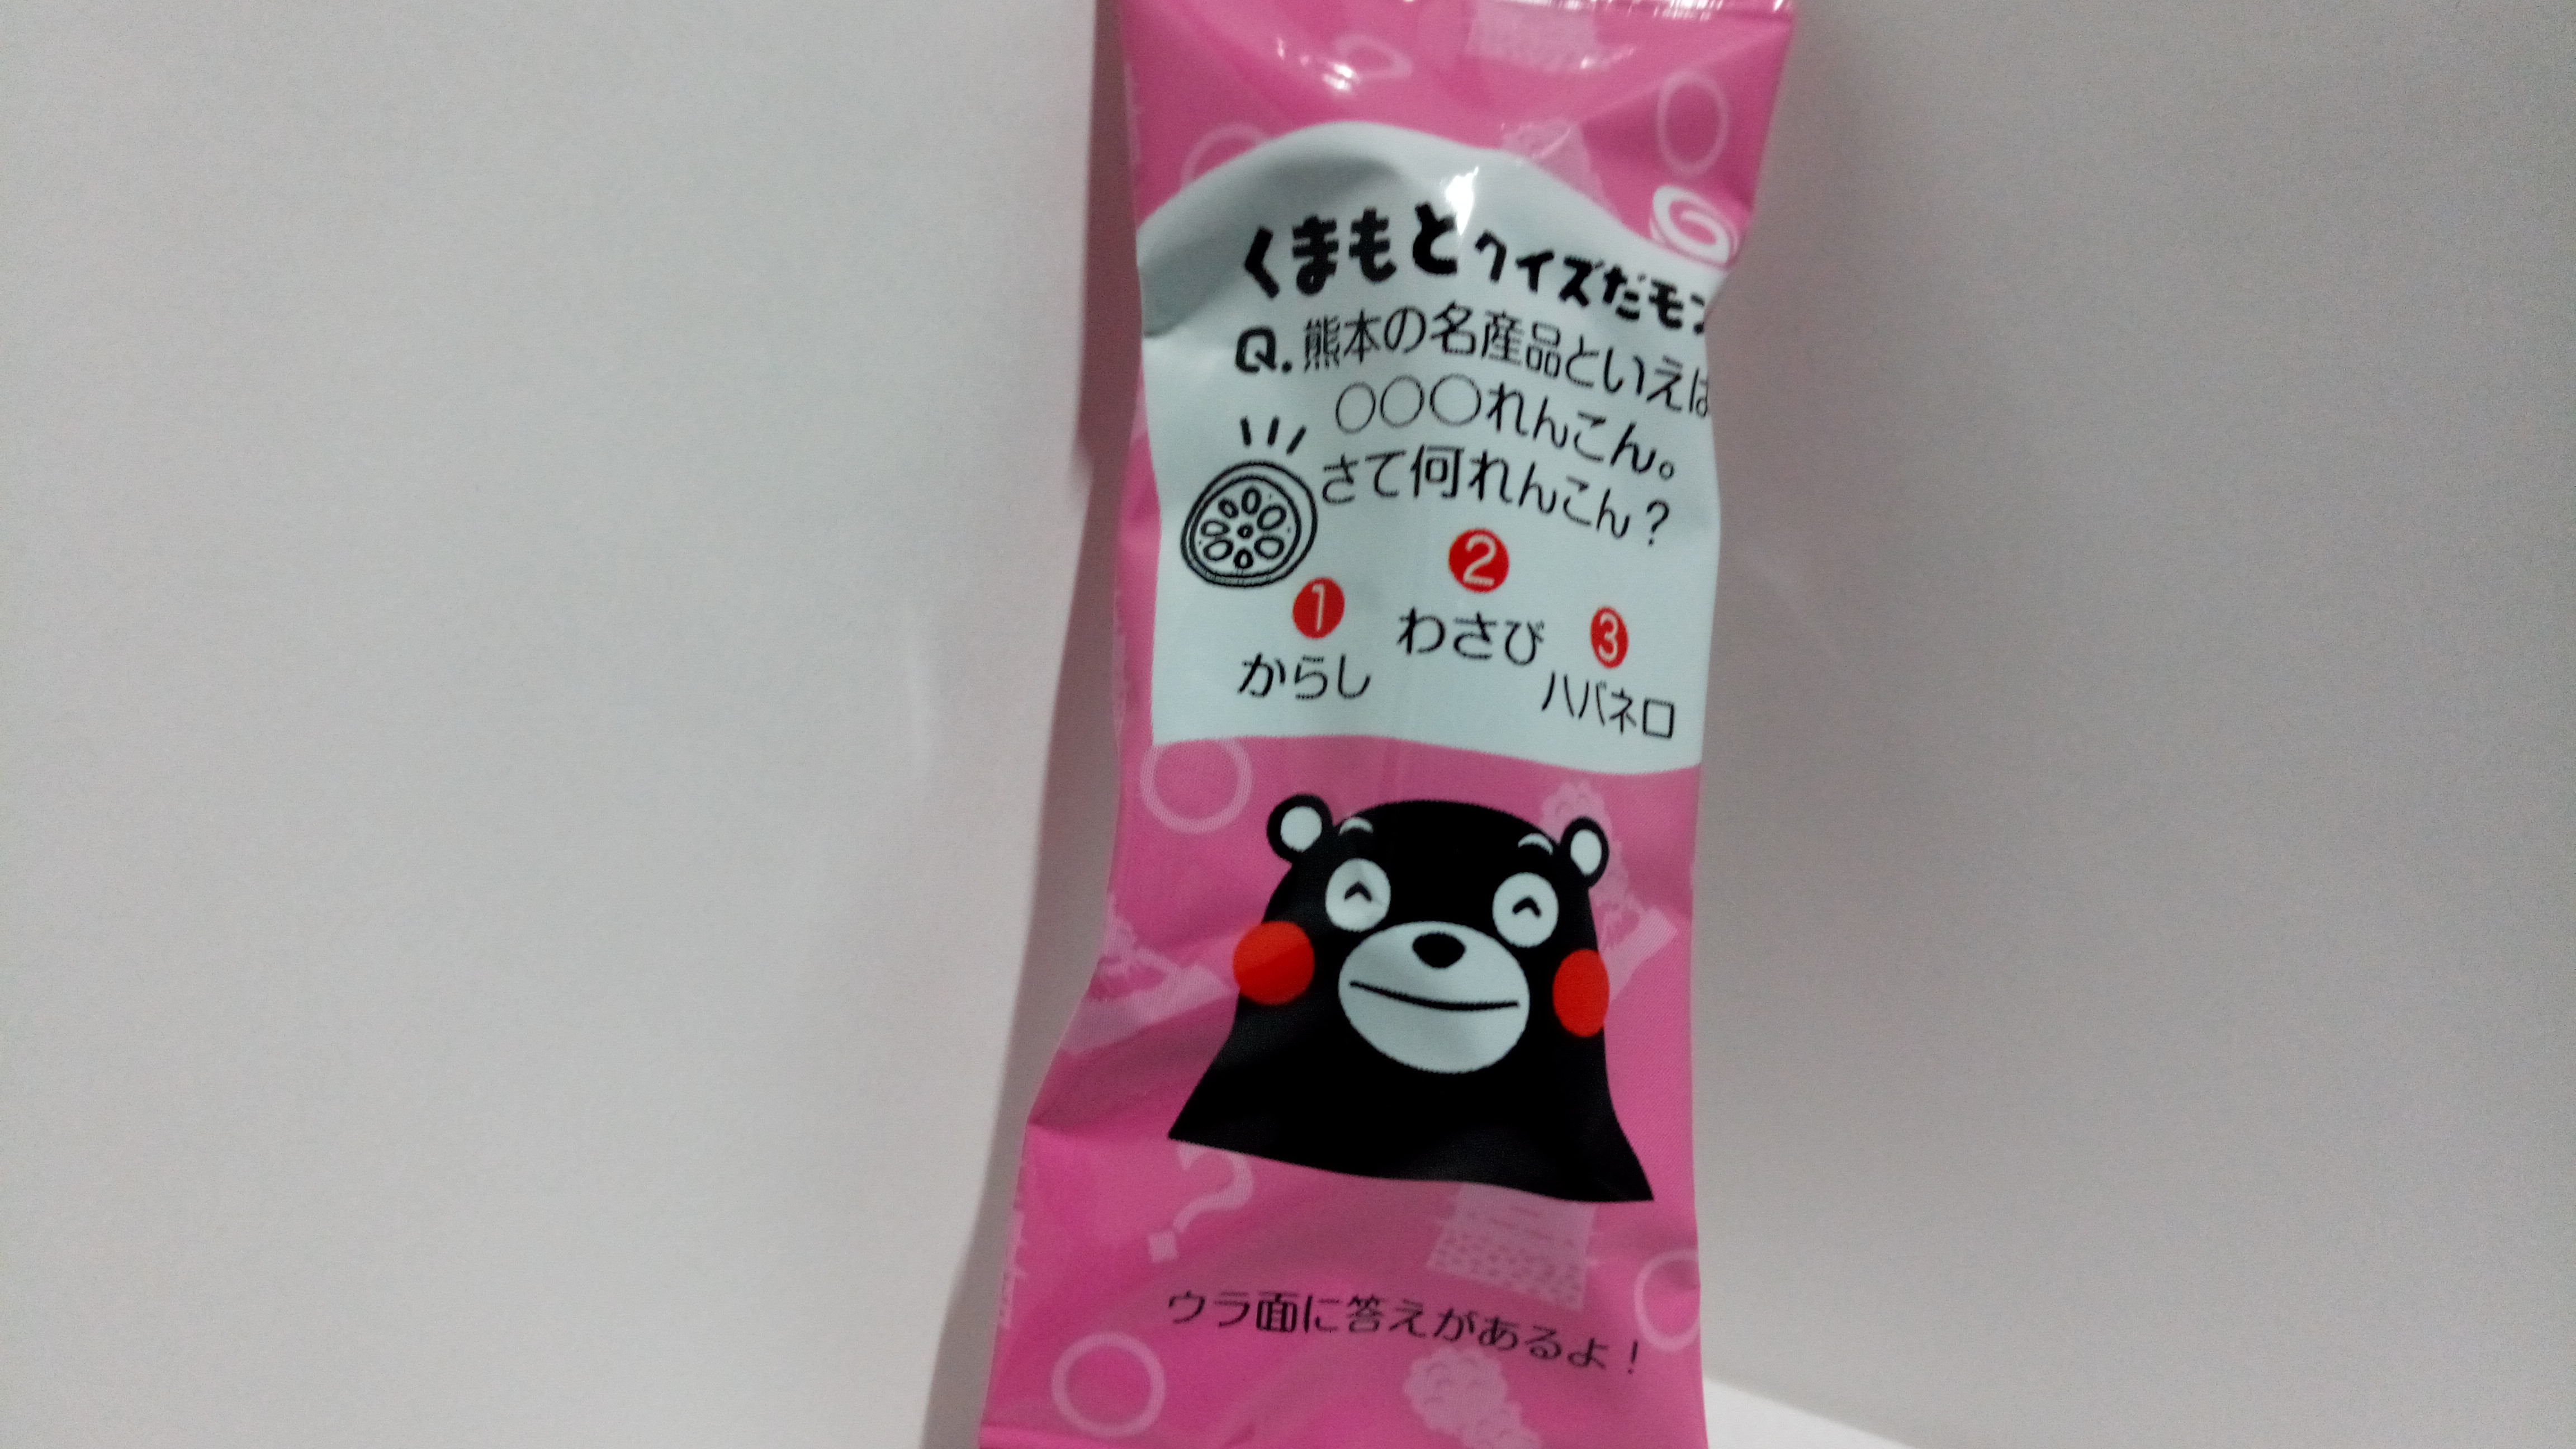 くまもとクイズだモン
Q.熊本の名産品といえば
○○○れんこん。
さて何れんこん？
1
からし
2
わさび
3
ハバネロ
?
ウラ面に答えがあるよ！